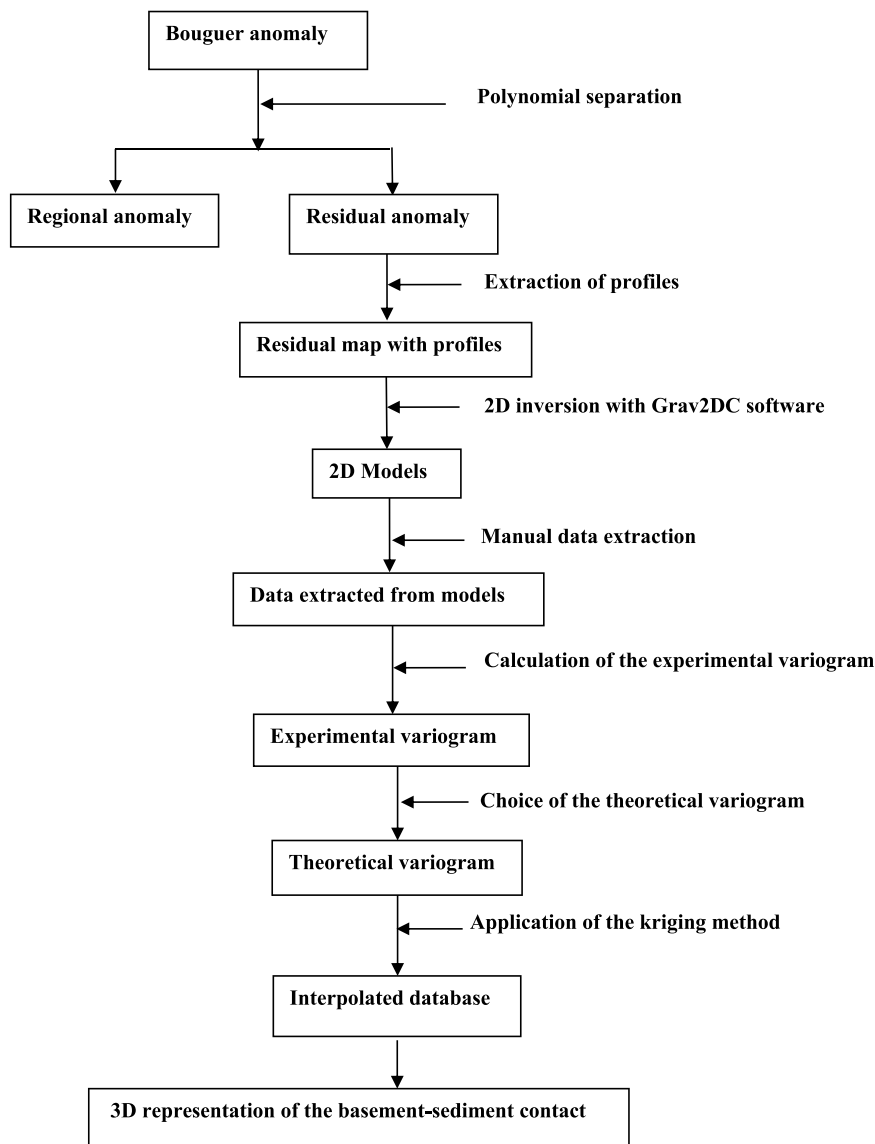 Bouguer anomaly
Polynomial separation
Regional anomaly
Residual anomaly
Extraction of profiles
Residual map with profiles
2D inversion with Grav2DC software
2D Models
Manual data extraction
Data extracted from models
Calculation of the experimental variogram
Experimental variogram
Choice of the theoretical variogram
Theoretical variogram
Application of the kriging method
Interpolated database
3D representation of the basement-sediment contact